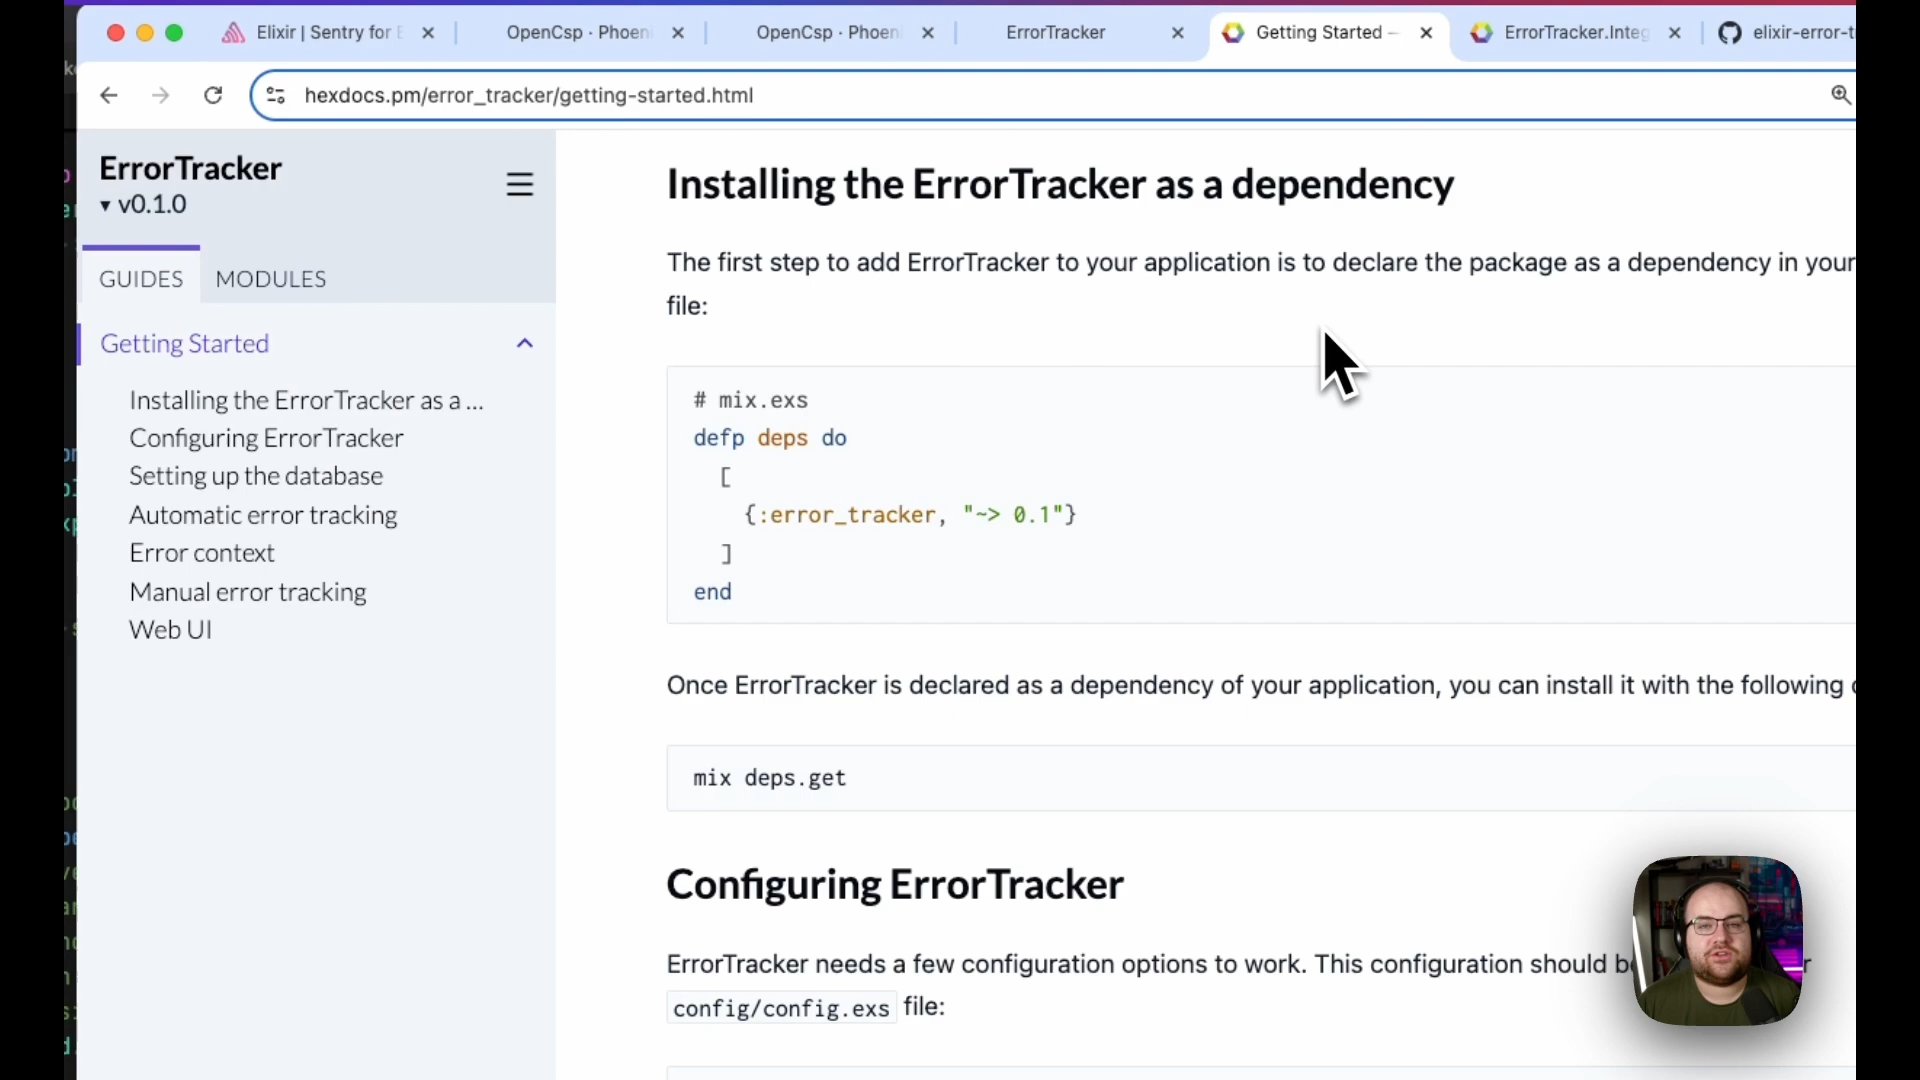 Elixir | Sentry for E
OpenCsp · Phoeni
OpenCsp · Phoeni
ErrorTracker
Getting Started –
ErrorTracker.Integ
elixir-error-t
hexdocs.pm/error_tracker/getting-started.html
ErrorTracker
v0.1.0
GUIDES
MODULES
Getting Started
Installing the ErrorTracker as a ...
Configuring ErrorTracker
Setting up the database
Automatic error tracking
Error context
Manual error tracking
Web UI
Installing the ErrorTracker as a dependency
The first step to add ErrorTracker to your application is to declare the package as a dependency in your
file:
# mix.exs
defp deps do
[
{:error_tracker, "~> 0.1"}
]
end
Once ErrorTracker is declared as a dependency of your application, you can install it with the following
mix deps.get
Configuring ErrorTracker
ErrorTracker needs a few configuration options to work. This configuration should
config/config.exs file: